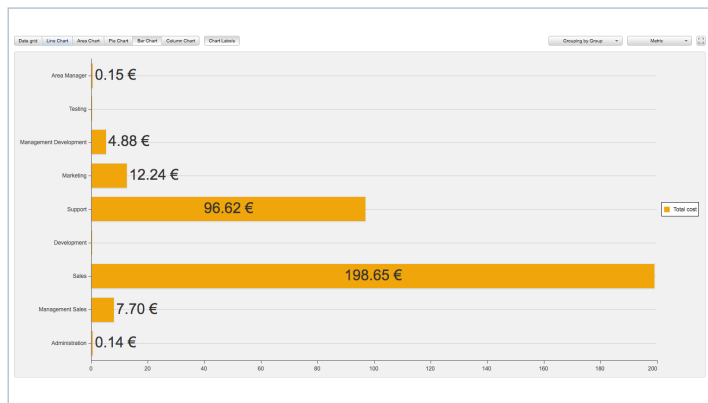 Data grid Line Chart Area Chart Pie Chart Bar Chart Column Chart Chart Labels Grouping by Group Metric
Area Manager 0.15 €
Testing
Management Development 4.88 €
Marketing 12.24 €
Support 96.62 €
Total cost
Development
Sales 198.65 €
Management Sales 7.70 €
Administration 0.14 €
0 20 40 60 80 100 120 140 160 180 200